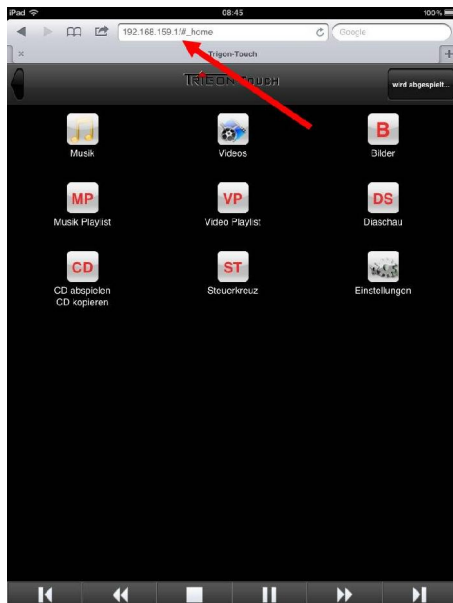 iPad 08:45 100%
192.168.159.1/#_home Google
Trigon-Touch
TRIGON TOUCH wird abgespielt...
B
Musik Videos Bilder
MP VP DS
Musik Playlist Video Playlist Diaschau
CD ST
CD abspielen Steuerkreuz Einstellungen
CD kopieren